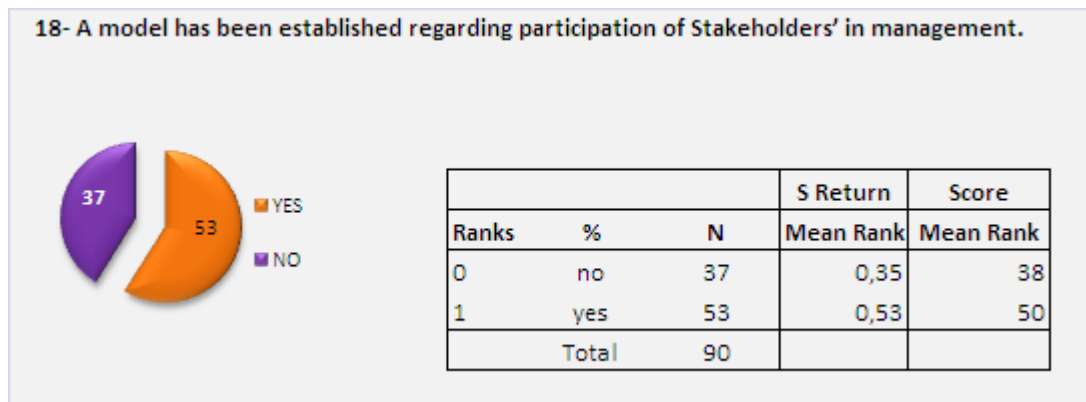 18- A model has been established regarding participation of Stakeholders’ in management.
37
53
YES
NO
S Return Score
Ranks % N Mean Rank Mean Rank
0 no 37 0,35 38
1 yes 53 0,53 50
Total 90